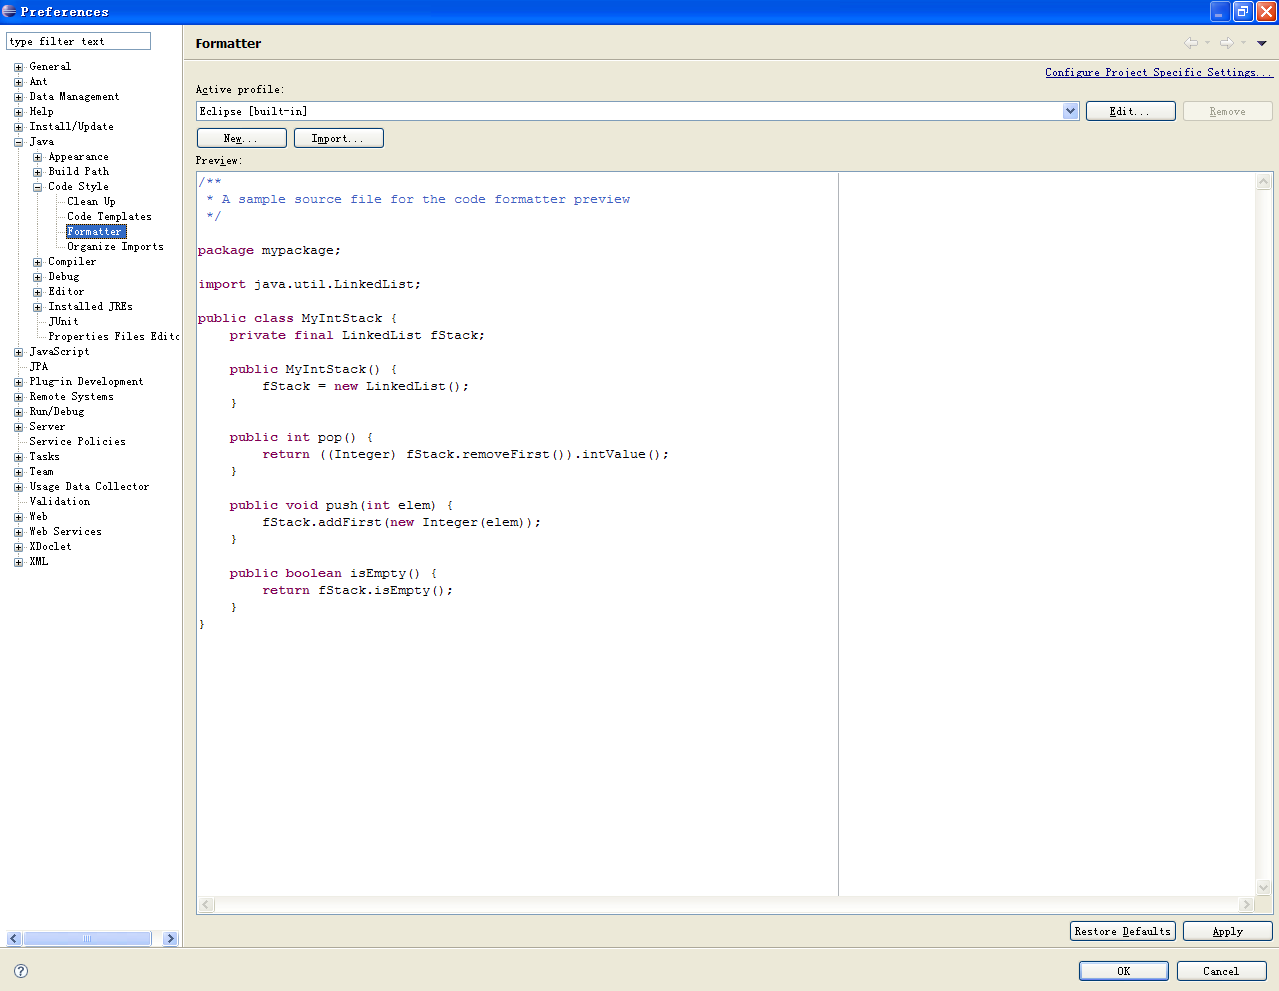 Preferences
type filter text
General
Ant
Data Management
Help
Install/Update
Java
Appearance
Build Path
Code Style
Clean Up
Code Templates
Formatter
Organize Imports
Compiler
Debug
Editor
Installed JREs
JUnit
Properties Files Edito
JavaScript
JPA
Plug-in Development
Remote Systems
Run/Debug
Server
Service Policies
Tasks
Team
Usage Data Collector
Validation
Web
Web Services
XDoclet
XML
Formatter
Configure Project Specific Settings...
Active profile:
Eclipse [built-in]
Edit...
Remove
New...
Import...
Preview:
/**
 * A sample source file for the code formatter preview
 */
package mypackage;
import java.util.LinkedList;
public class MyIntStack {
    private final LinkedList fStack;
    public MyIntStack() {
        fStack = new LinkedList();
    }
    public int pop() {
        return ((Integer) fStack.removeFirst()).intValue();
    }
    public void push(int elem) {
        fStack.addFirst(new Integer(elem));
    }
    public boolean isEmpty() {
        return fStack.isEmpty();
    }
}
Restore Defaults
Apply
?
OK
Cancel